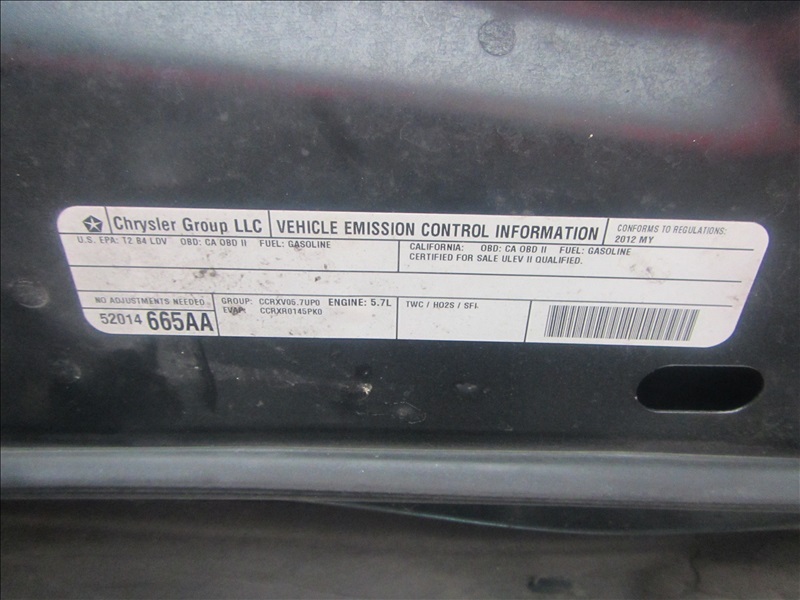 Chrysler Group LLC
VEHICLE EMISSION CONTROL INFORMATION
CONFORMS TO REGULATIONS:
2012 MY
U.S. EPA: T2 B4 LDV OBD: CA OBD II FUEL: GASOLINE
CALIFORNIA: OBD: CA OBD II FUEL: GASOLINE
CERTIFIED FOR SALE ULEV II QUALIFIED.
NO ADJUSTMENTS NEEDED
52014 665AA
GROUP: CCRXV05.7UP0 ENGINE: 5.7L
EVAP: CCRXR0145PK0
TWC / HO2S / SFI